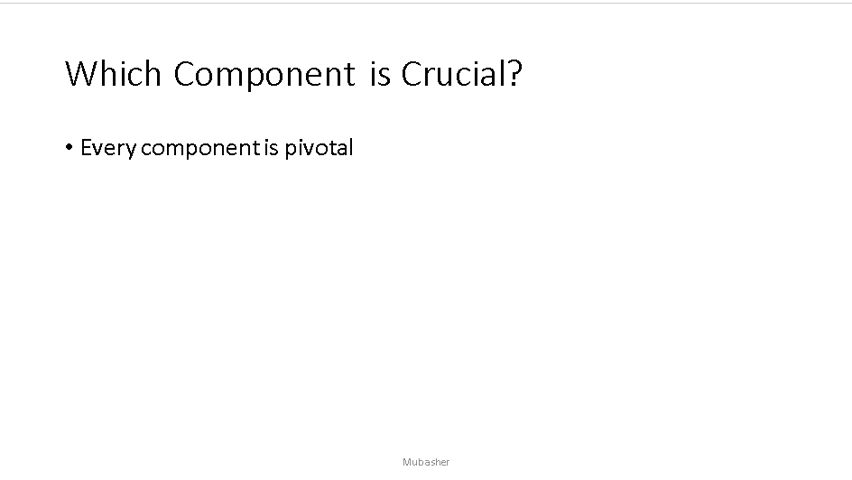 Which Component is Crucial?
• Every component is pivotal
Mubasher